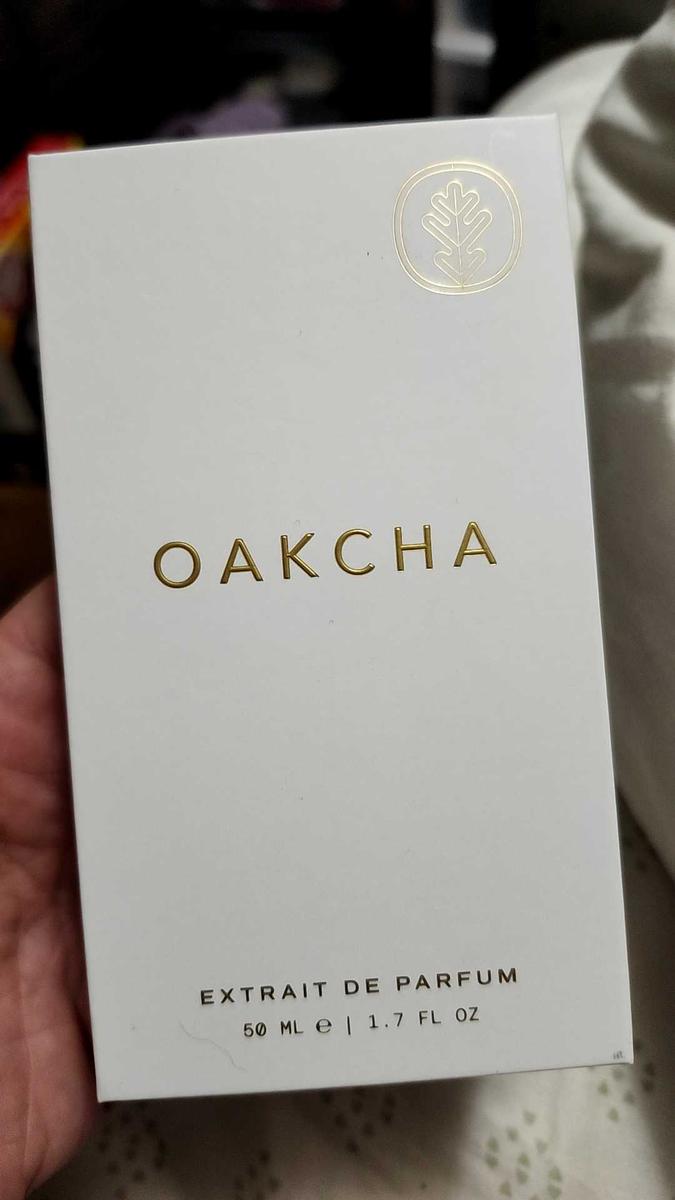 OAKCHA
EXTRAIT DE PARFUM
50 ML ℮ | 1.7 FL OZ